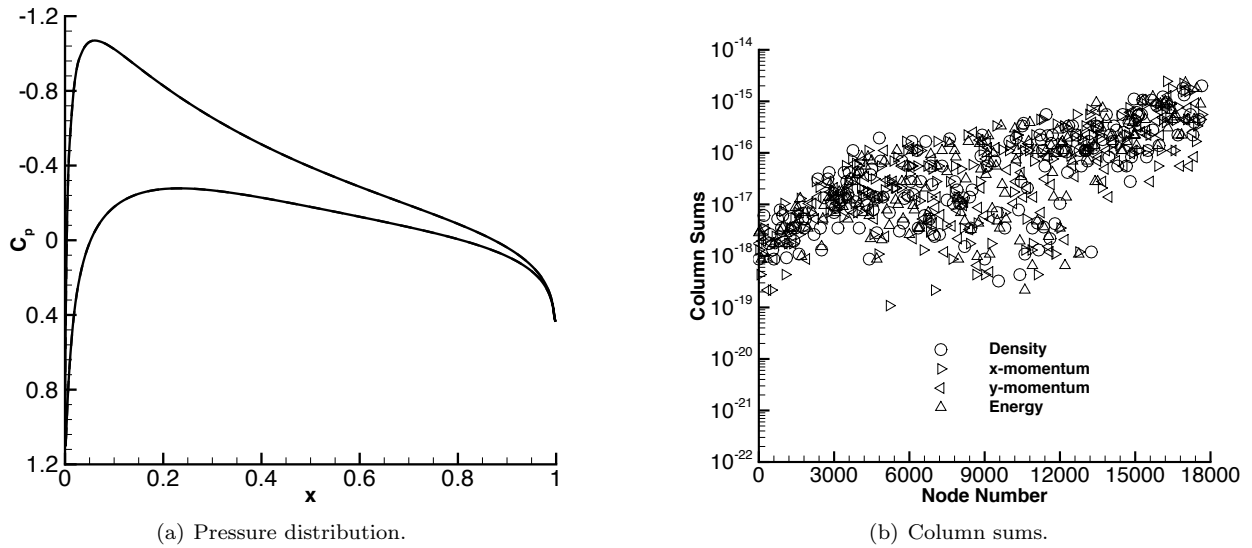 -1.2
-0.8
-0.4
0
0.4
0.8
1.2
C_p
0 0.2 0.4 0.6 0.8 1
x
(a) Pressure distribution.
10^-14
10^-15
10^-16
10^-17
10^-18
10^-19
10^-20
10^-21
10^-22
Column Sums
Density
x-momentum
y-momentum
Energy
0 3000 6000 9000 12000 15000 18000
Node Number
(b) Column sums.